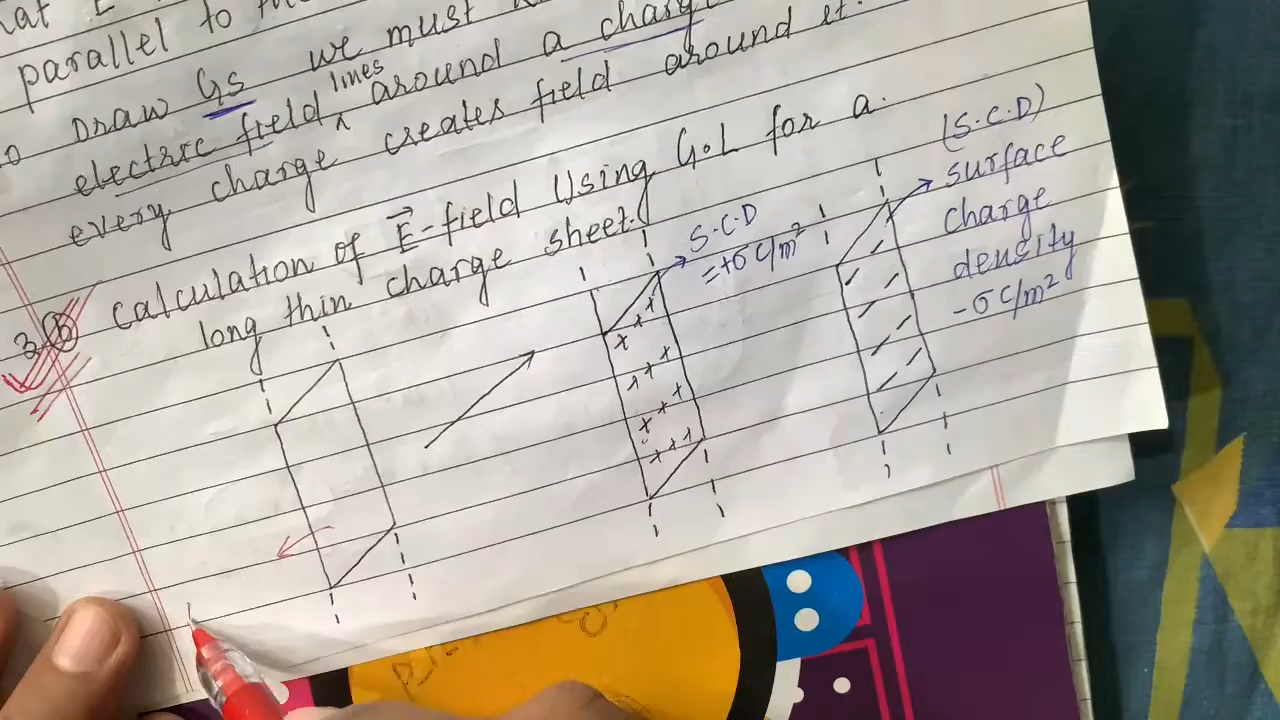 parallel to
Draw GS we must
electric field lines around a charge
every charge creates field around it.
3. (b) Calculation of E-field Using G.L for a.
long thin charge sheet.
S.C.D
=+σ C/m²
(S.C.D)
surface
charge
density
-σ C/m²